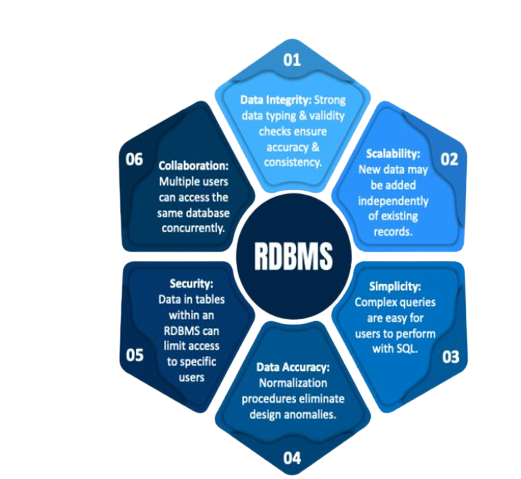 01
Data Integrity: Strong
data typing & validity
checks ensure
accuracy &
consistency.
02
Scalability:
New data may
be added
independently
of existing
records.
RDBMS
Simplicity:
Complex queries
are easy for
users to perform
with SQL.
03
Data Accuracy:
Normalization
procedures eliminate
design anomalies.
04
Security:
Data in tables
within an
RDBMS can
limit access
to specific
users
05
06
Collaboration:
Multiple users
can access the
same database
concurrently.